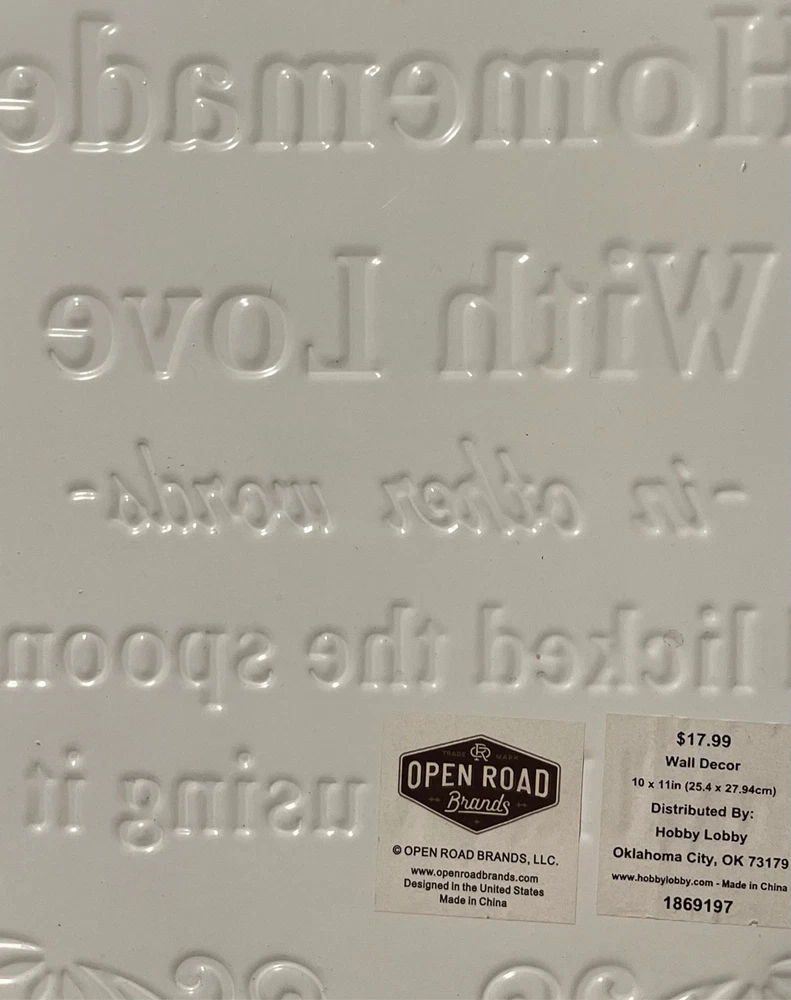 Homemade
With Love
-in other words-
I licked the spoon
using it
TRADE MARK
OR
OPEN ROAD
Brands
© OPEN ROAD BRANDS, LLC.
www.openroadbrands.com
Designed in the United States
Made in China
$17.99
Wall Decor
10 x 11in (25.4 x 27.94cm)
Distributed By:
Hobby Lobby
Oklahoma City, OK 73179
www.hobbylobby.com - Made in China
1869197